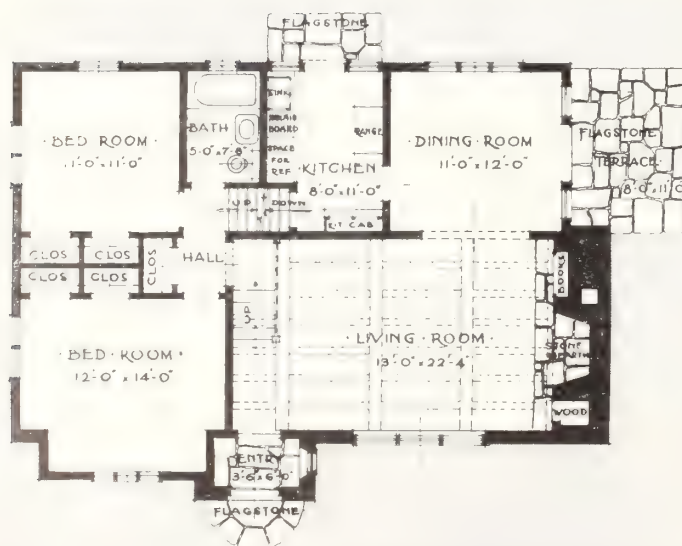 FLAGSTONE
BED ROOM
11'-0" x 11'-0"
BATH
5'-0" x 7'-8"
SINK
BOARD
SPACE
FOR
REF
RANGE
KITCHEN
8'-0" x 11'-0"
KIT CAB
DINING ROOM
11'-0" x 12'-0"
FLAGSTONE
TERRACE
8'-0" x 11'-0"
UP
DOWN
CLOS
CLOS
CLOS
CLOS
CLOS
HALL
UP
BED ROOM
12'-0" x 14'-0"
LIVING ROOM
13'-0" x 22'-4"
BOOKS
STONE
HEARTH
WOOD
ENTRY
3'-6" x 6'-0"
FLAGSTONE